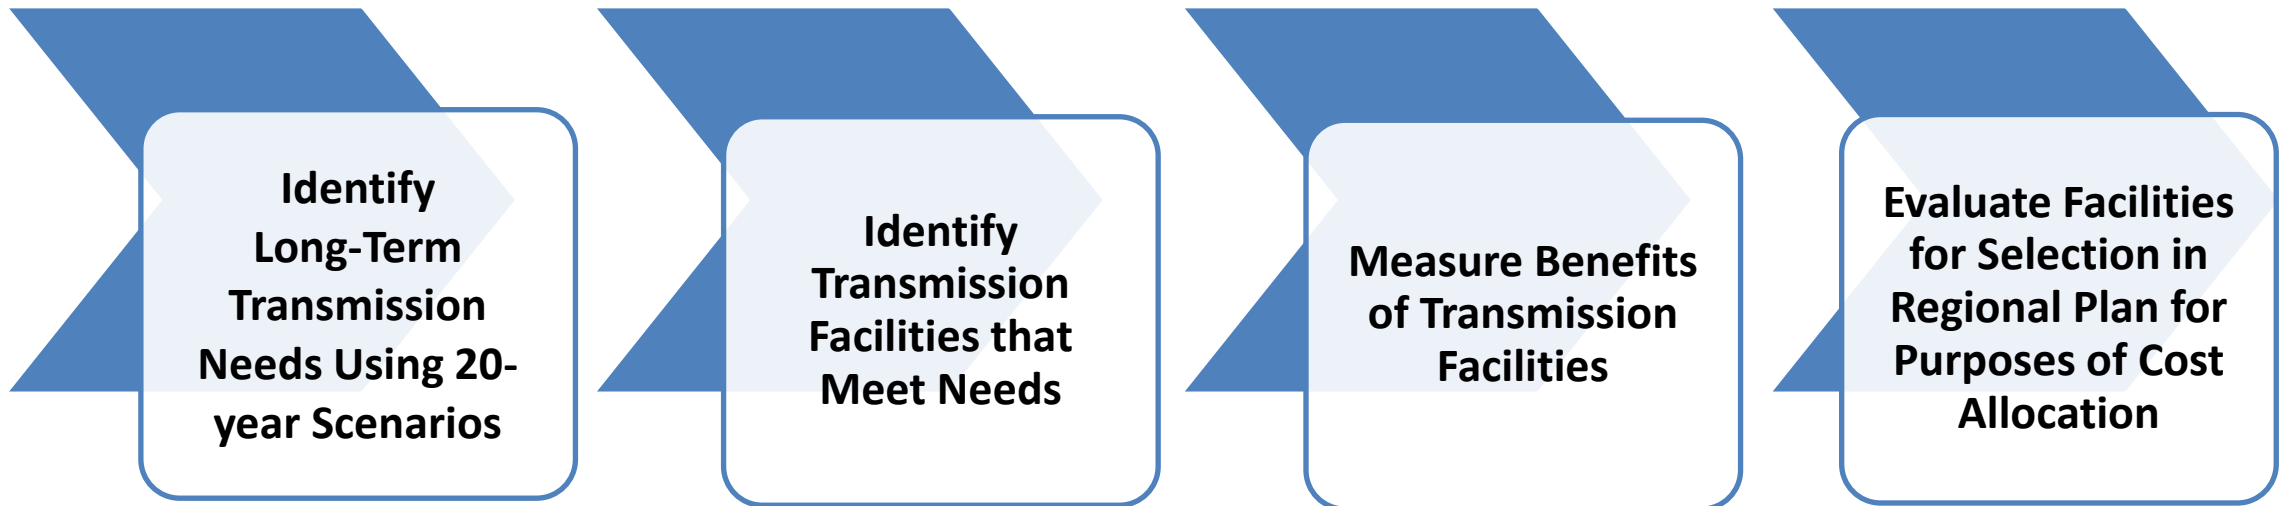 Identify
Long-Term
Transmission
Needs Using 20-
year Scenarios
Identify
Transmission
Facilities that
Meet Needs
Measure Benefits
of Transmission
Facilities
Evaluate Facilities
for Selection in
Regional Plan for
Purposes of Cost
Allocation